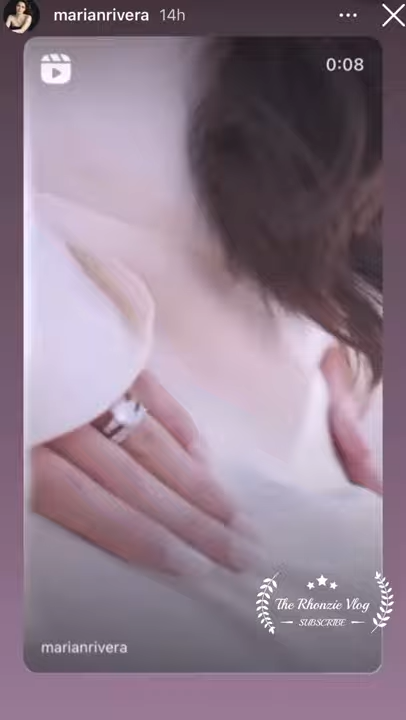 marianrivera 14h
0:08
The Rhonzie Vlog
SUBSCRIBE
marianrivera